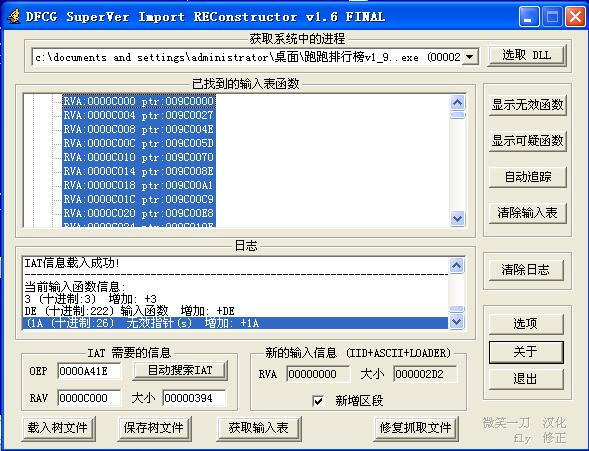 DFCG SuperVer Import REConstructor v1.6 FINAL
获取系统中的进程
c:\documents and settings\administrator\桌面\跑跑排行榜v1_9..exe (00002
选取 DLL
已找到的输入表函数
RVA:0000C000 ptr:009C0000
RVA:0000C004 ptr:009C0027
RVA:0000C008 ptr:009C004E
RVA:0000C00C ptr:009C005D
RVA:0000C010 ptr:009C0070
RVA:0000C014 ptr:009C008E
RVA:0000C018 ptr:009C00A1
RVA:0000C01C ptr:009C00C9
RVA:0000C020 ptr:009C00E8
显示无效函数
显示可疑函数
自动追踪
清除输入表
日志
IAT信息载入成功!
当前输入函数信息:
3 (十进制:3) 增加: +3
DE (十进制:222) 输入函数 增加: +DE
(1A (十进制:26) 无效指针(s) 增加: +1A
清除日志
选项
关于
退出
IAT 需要的信息
OEP 0000A41E 自动搜索IAT
RAV 0000C000 大小 00000394
新的输入信息 (IID+ASCII+LOADER)
RVA 00000000 大小 000002D2
新增区段
载入树文件 保存树文件 获取输入表 修复抓取文件
微笑一刀 汉化
fly 修正